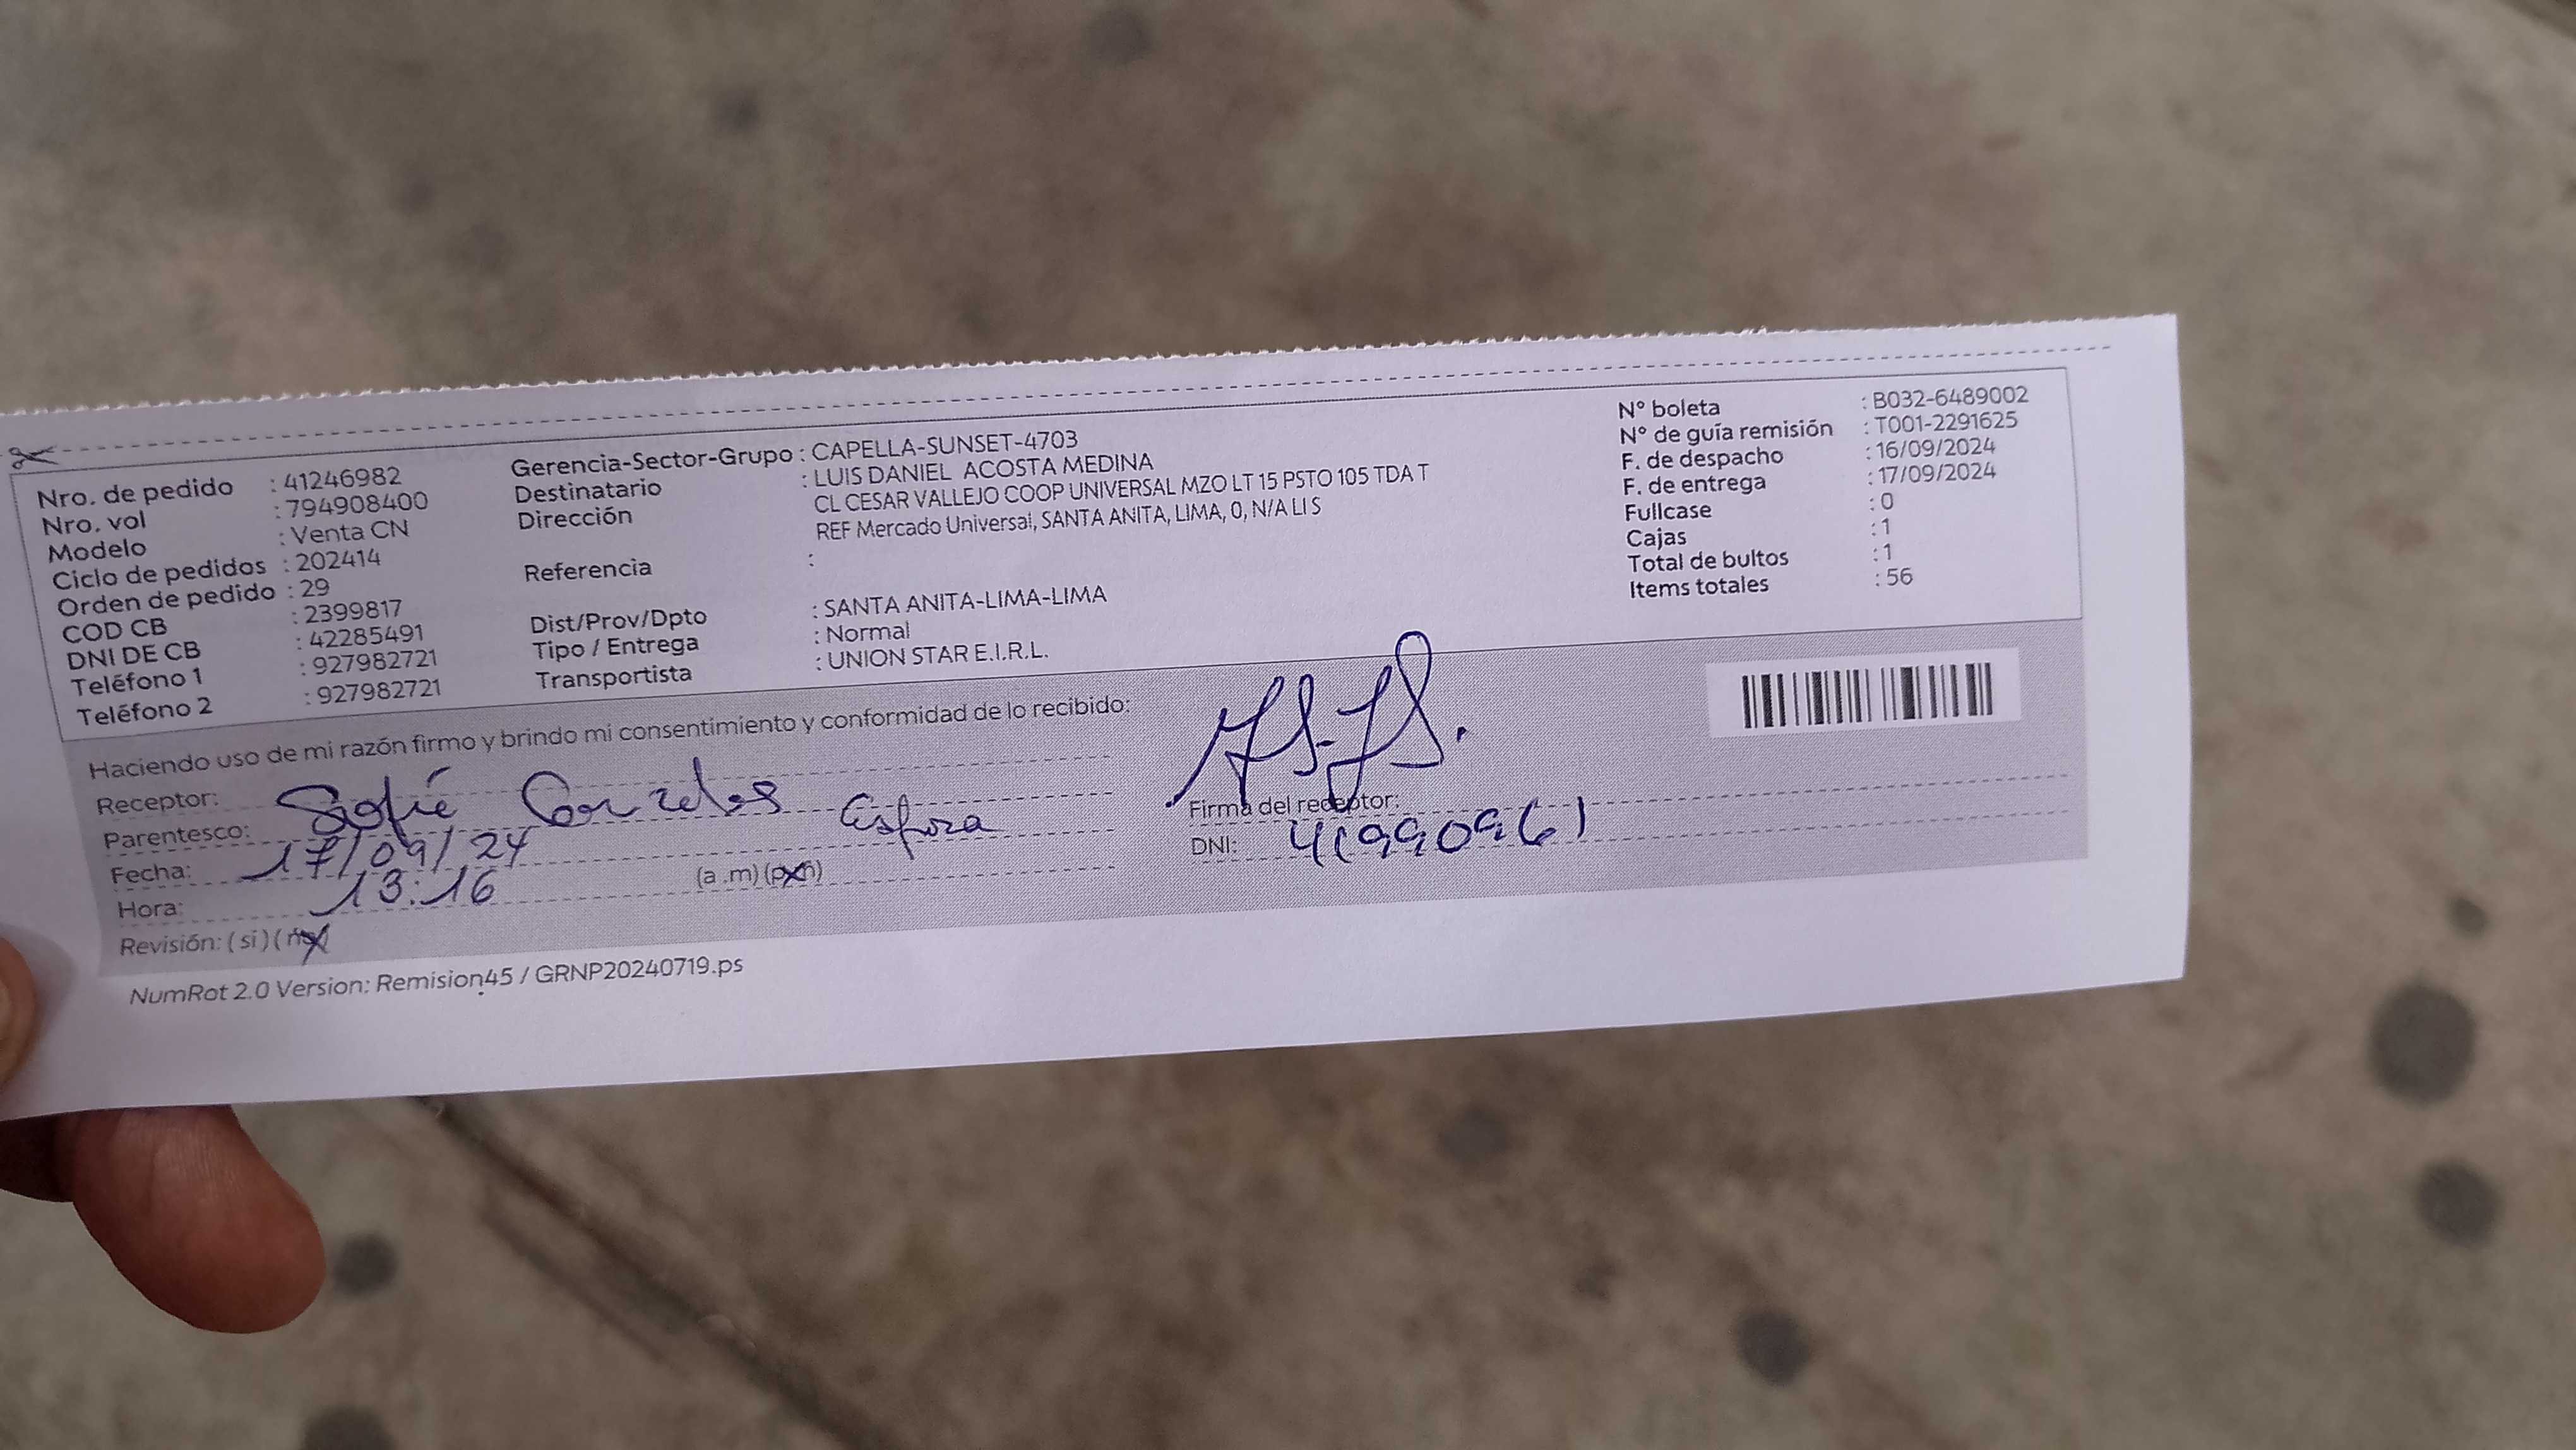 Nro. de pedido : 41246982
Nro. vol : 794908400
Modelo : Venta CN
Ciclo de pedidos : 202414
Orden de pedido : 29
COD CB : 2399817
DNI DE CB : 42285491
Teléfono 1 : 927982721
Teléfono 2 : 927982721
Gerencia-Sector-Grupo : CAPELLA-SUNSET-4703
Destinatario : LUIS DANIEL ACOSTA MEDINA
Dirección CL CESAR VALLEJO COOP UNIVERSAL MZO LT 15 PSTO 105 TDA T
REF Mercado Universal, SANTA ANITA, LIMA, 0, N/A LI S
Referencia :
Dist/Prov/Dpto : SANTA ANITA-LIMA-LIMA
Tipo / Entrega : Normal
Transportista : UNION STAR E.I.R.L.
N° boleta : B032-6489002
N° de guía remisión : T001-2291625
F. de despacho : 16/09/2024
F. de entrega : 17/09/2024
Fullcase : 0
Cajas : 1
Total de bultos : 1
Items totales : 56
Haciendo uso de mi razón firmo y brindo mi consentimiento y conformidad de lo recibido:
Receptor:
Parentesco: Esposa
Fecha: 17/09/24
Hora: 13:16 (a .m) (p.m)
Revisión: ( si ) ( no )
Firma del receptor:
DNI: 41990961
NumRot 2.0 Version: Remision45 / GRNP20240719.ps